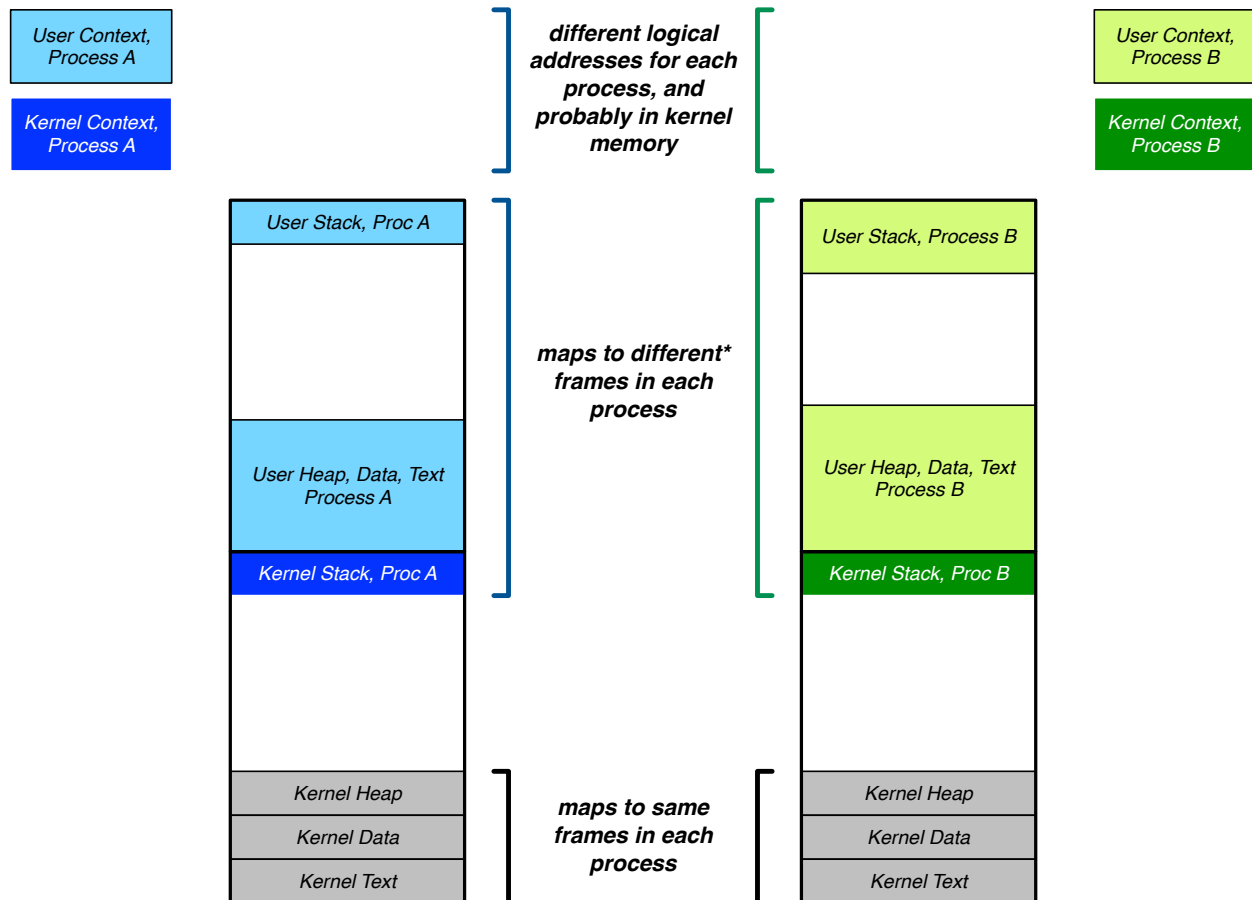 User Context,
Process A
Kernel Context,
Process A
different logical
addresses for each
process, and
probably in kernel
memory
User Context,
Process B
Kernel Context,
Process B
User Stack, Proc A
User Heap, Data, Text
Process A
Kernel Stack, Proc A
maps to different*
frames in each
process
User Stack, Process B
User Heap, Data, Text
Process B
Kernel Stack, Proc B
Kernel Heap
Kernel Data
Kernel Text
maps to same
frames in each
process
Kernel Heap
Kernel Data
Kernel Text